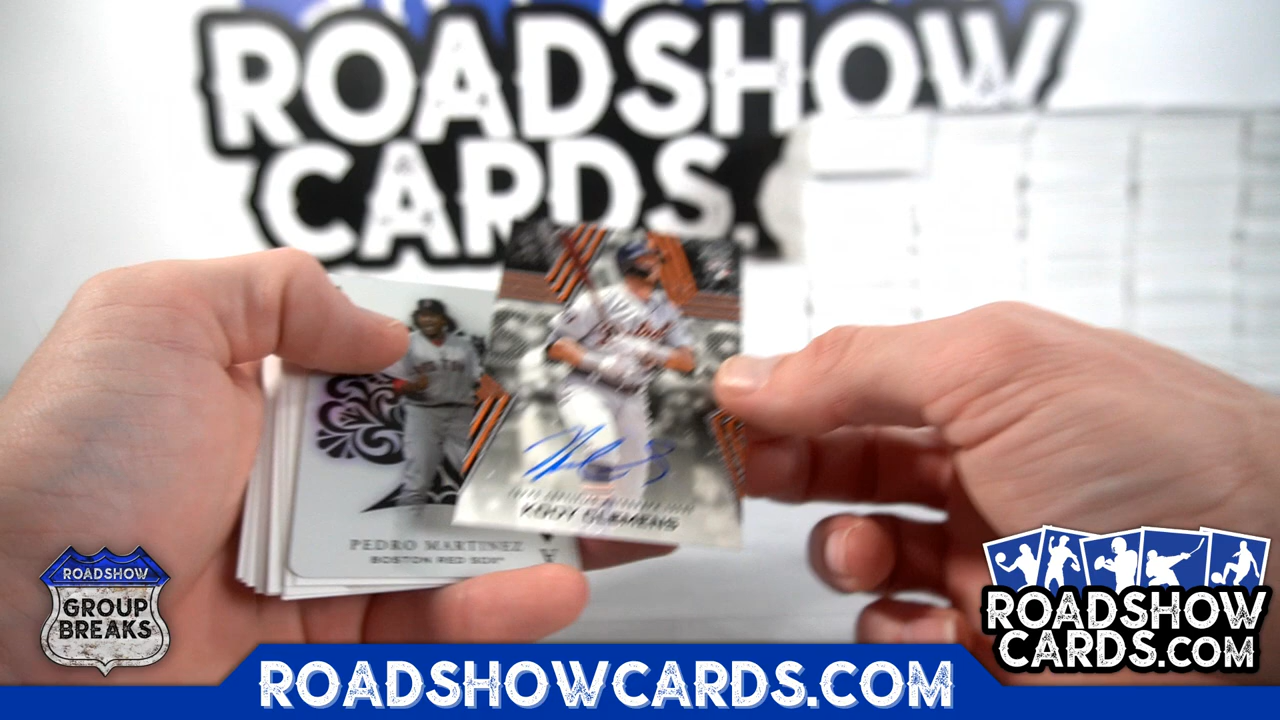 ROADSHOW
CARDS.
PEDRO MARTINEZ
BOSTON RED SOX
KODY CLEMENS
A
ROADSHOW
GROUP
BREAKS
ROADSHOWCARDS.COM
ROADSHOW
CARDS.COM